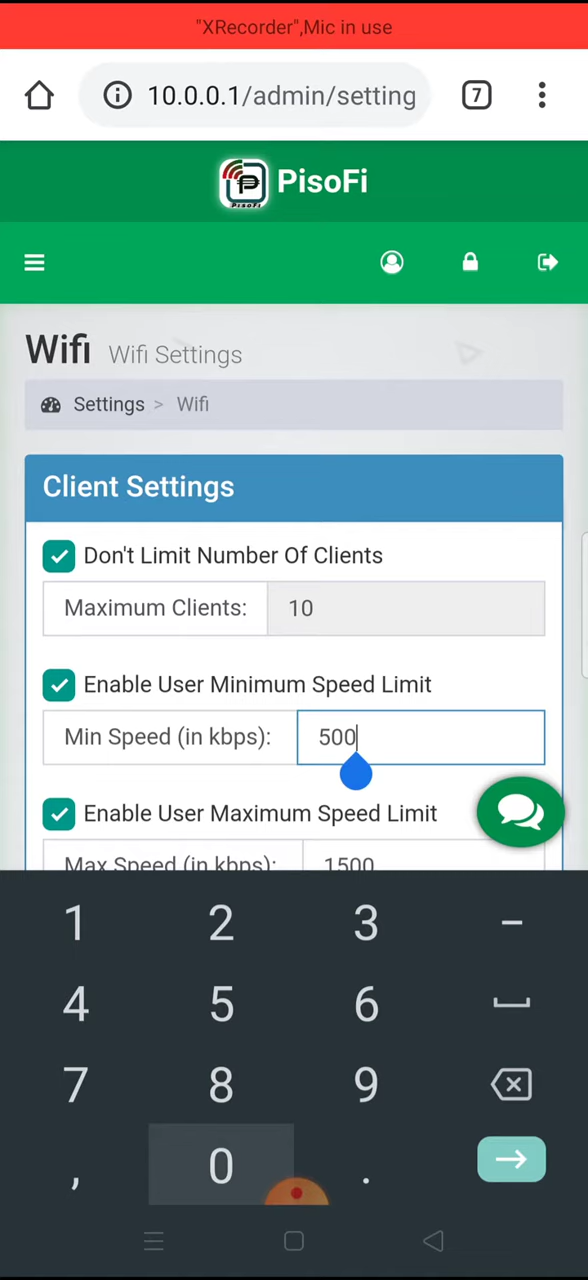 "XRecorder",Mic in use
10.0.0.1/admin/setting
7
PisoFi
PISOFI
Wifi Wifi Settings
Settings > Wifi
Client Settings
Don't Limit Number Of Clients
Maximum Clients: 10
Enable User Minimum Speed Limit
Min Speed (in kbps): 500
Enable User Maximum Speed Limit
Max Speed (in kbps): 1500
1 2 3 -
4 5 6
7 8 9
, 0 .